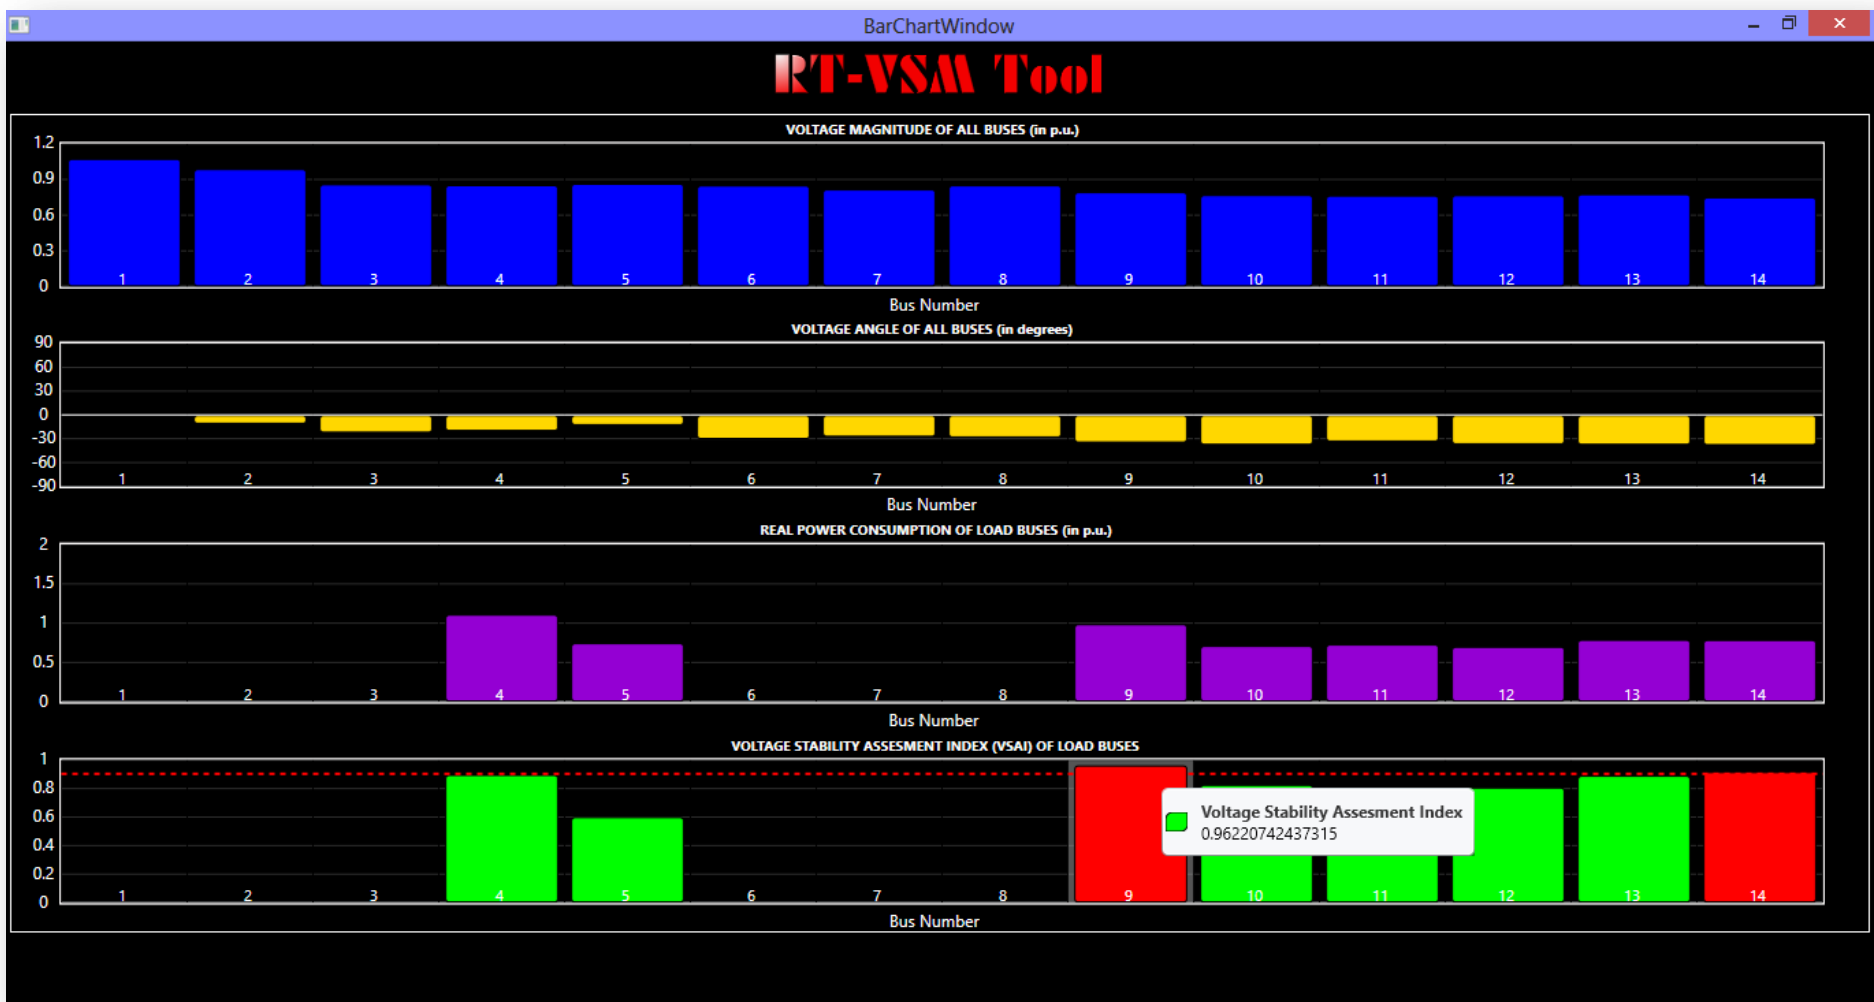 BarChartWindow
RT-VSM Tool
VOLTAGE MAGNITUDE OF ALL BUSES (in p.u.)
1.2
0.9
0.6
0.3
0
1 2 3 4 5 6 7 8 9 10 11 12 13 14
Bus Number
VOLTAGE ANGLE OF ALL BUSES (in degrees)
90
60
30
0
-30
-60
-90
1 2 3 4 5 6 7 8 9 10 11 12 13 14
Bus Number
REAL POWER CONSUMPTION OF LOAD BUSES (in p.u.)
2
1.5
1
0.5
0
1 2 3 4 5 6 7 8 9 10 11 12 13 14
Bus Number
VOLTAGE STABILITY ASSESMENT INDEX (VSAI) OF LOAD BUSES
1
0.8
0.6
0.4
0.2
0
Voltage Stability Assesment Index
0.96220742437315
1 2 3 4 5 6 7 8 9 10 11 12 13 14
Bus Number